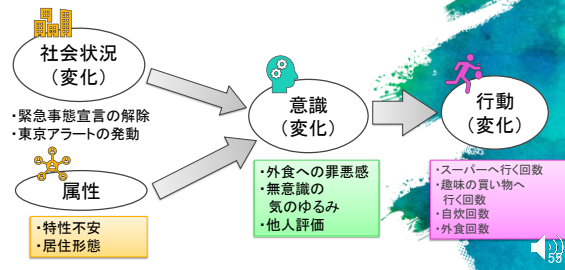 社会状況
（変化）
・緊急事態宣言の解除
・東京アラートの発動
属性
・特性不安
・居住形態
意識
（変化）
・外食への罪悪感
・無意識の
気のゆるみ
・他人評価
行動
（変化）
・スーパーへ行く回数
・趣味の買い物へ
行く回数
・自炊回数
・外食回数
55